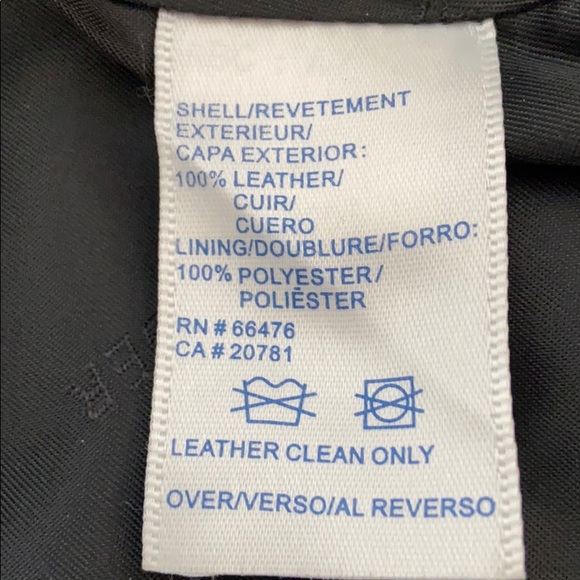 SHELL/REVETEMENT
EXTERIEUR/
CAPA EXTERIOR:
100% LEATHER/
CUIR/
CUERO
LINING/DOUBLURE/FORRO:
100% POLYESTER/
POLIÉSTER
RN # 66476
CA # 20781
LEATHER CLEAN ONLY
OVER/VERSO/AL REVERSO